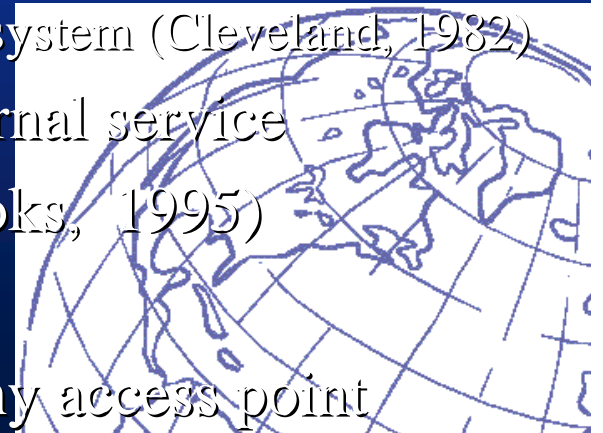 system (Cleveland, 1982)
rnal service
oks, 1995)
ny access point